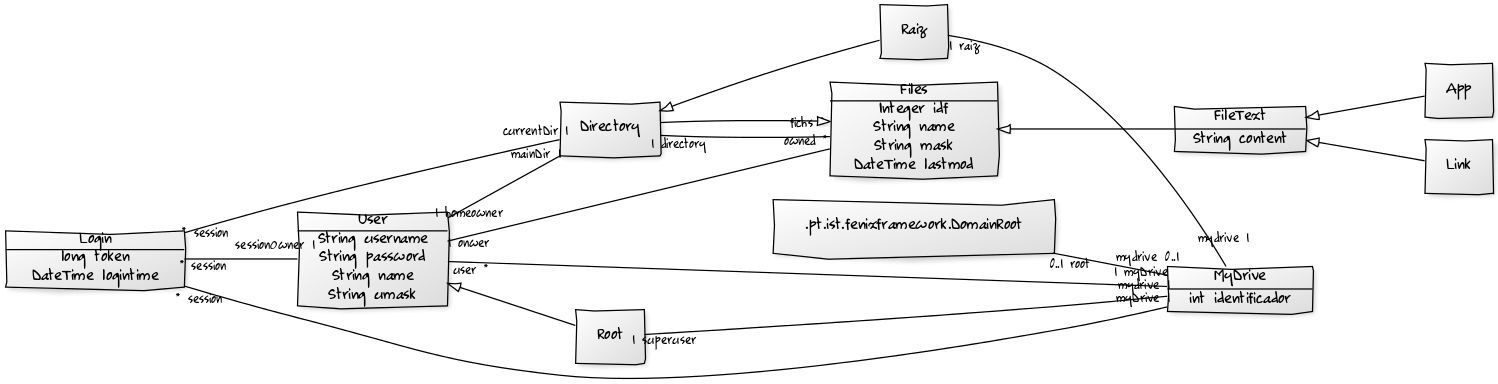 Raiz
1 raiz
Files
Integer idf
String name
String mask
DateTime lastmod
App
Directory
FileText
String content
Link
currentDir 1
mainDir
fichs
owned *
1 directory
.pt.ist.fenixframework.DomainRoot
1 homeowner
User
String username
String password
String name
String umask
* session
sessionOwner 1
Login
long token
DateTime logintime
* session
1 onwer
user *
* session
mydrive 1
mydrive 0..1
0..1 root
1 myDrive
mydrive
myDrive
MyDrive
int identificador
Root
1 superuser